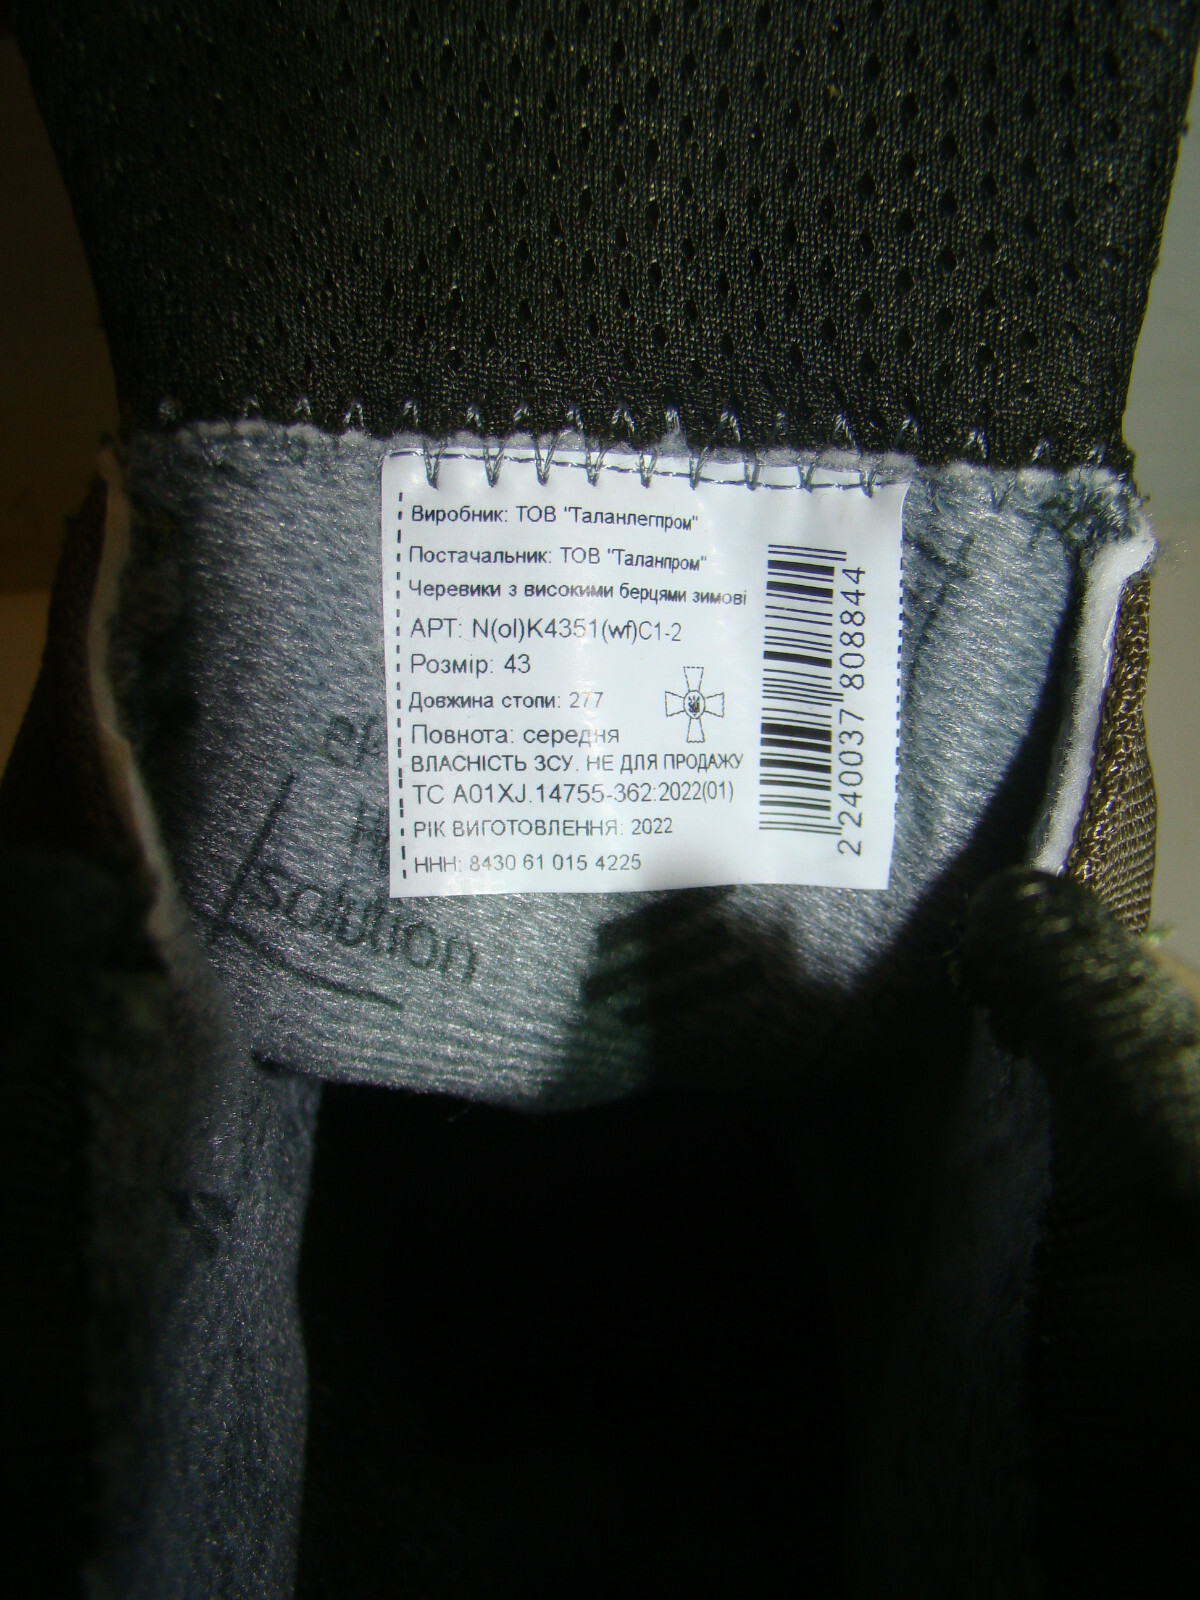 Виробник: ТОВ "Таланлегпром"
Постачальник: ТОВ "Таланпром"
Черевики з високими берцями зимові
АРТ: N(ol)K4351(wf)C1-2
Розмір: 43
Довжина стопи: 277
Повнота: середня
ВЛАСНІСТЬ ЗСУ. НЕ ДЛЯ ПРОДАЖУ
ТС А01XJ.14755-362:2022(01)
РІК ВИГОТОВЛЕННЯ: 2022
ННН: 8430 61 015 4225
2 240037 808844
solution